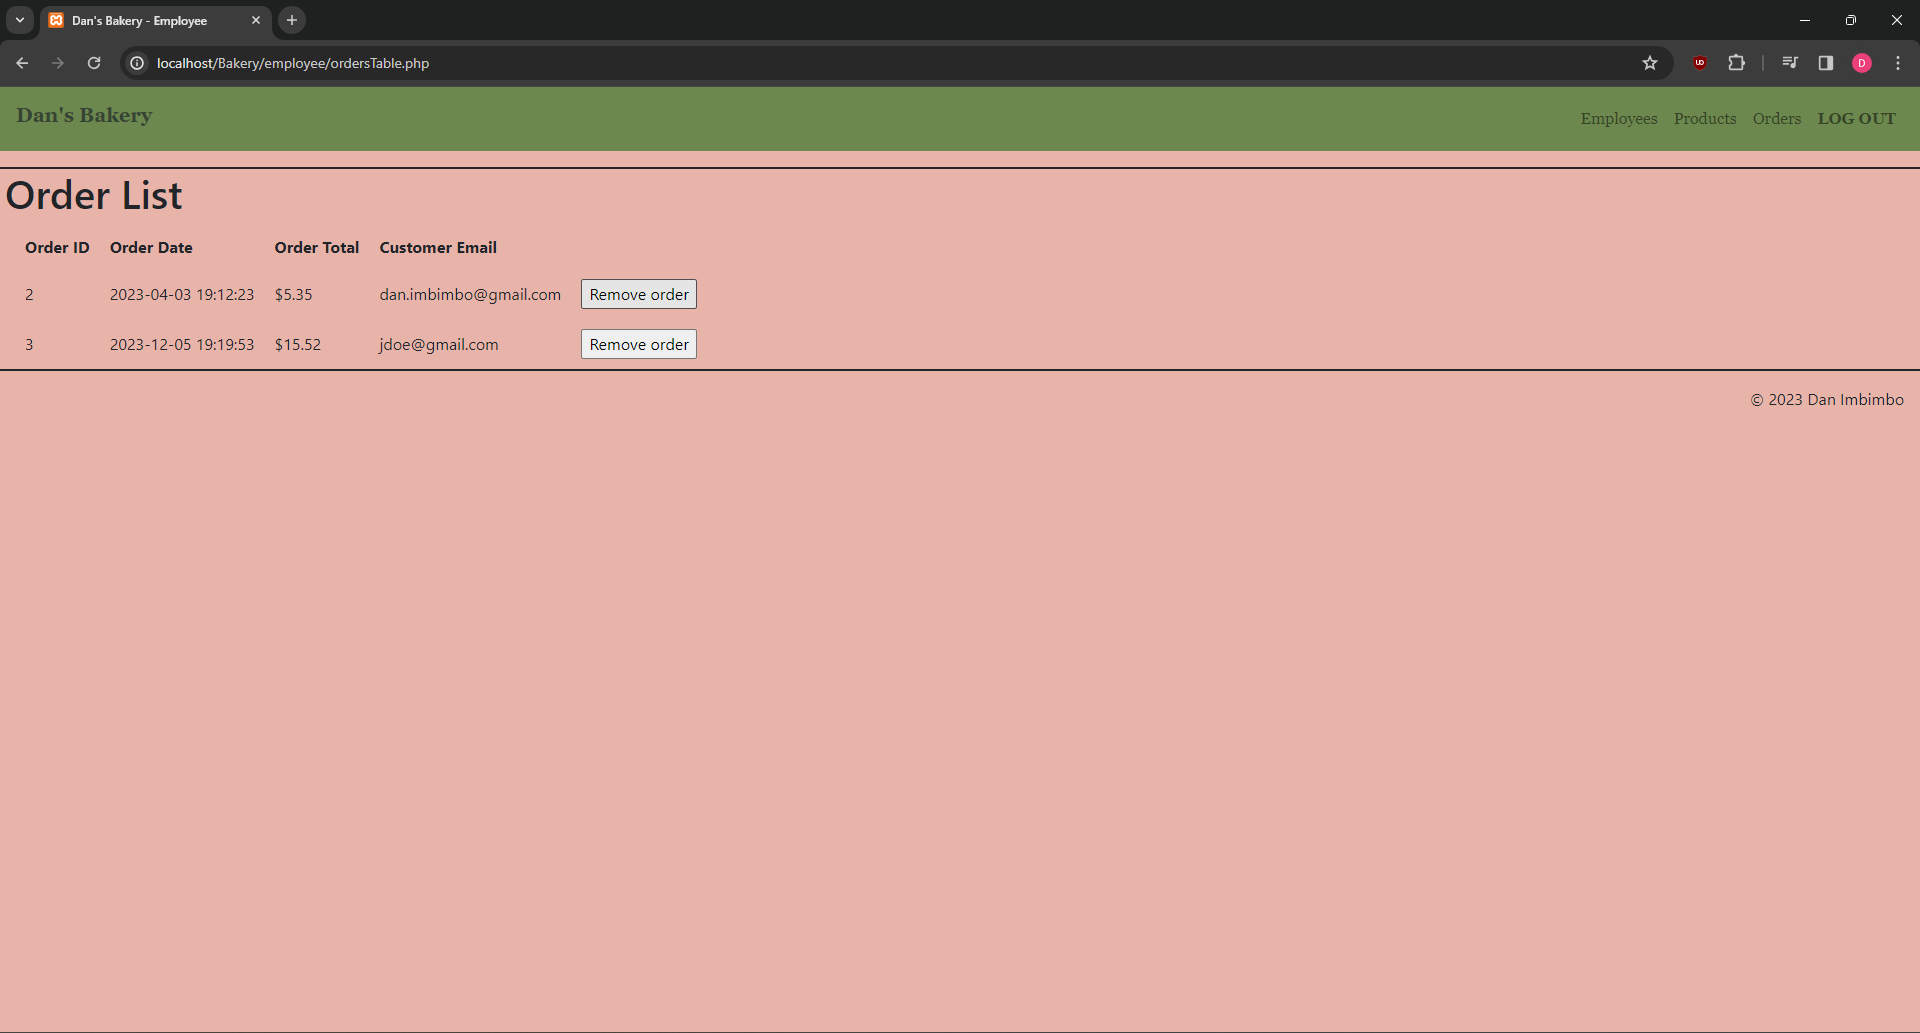 Dan's Bakery - Employee
localhost/Bakery/employee/ordersTable.php
UD
D
Dan's Bakery
Employees Products Orders LOG OUT
Order List
Order ID Order Date Order Total Customer Email
2 2023-04-03 19:12:23 $5.35 dan.imbimbo@gmail.com Remove order
3 2023-12-05 19:19:53 $15.52 jdoe@gmail.com Remove order
© 2023 Dan Imbimbo